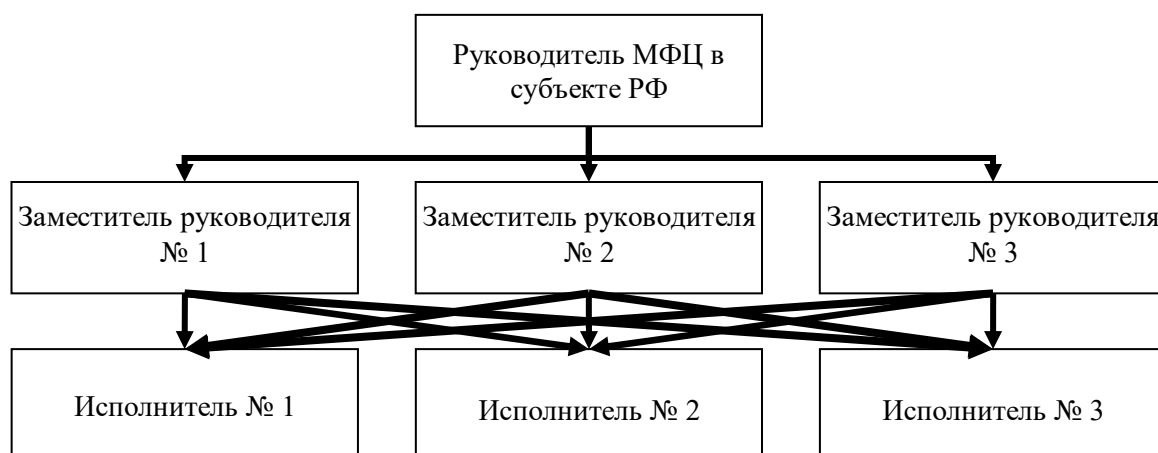 Руководитель МФЦ в
субъекте РФ
Заместитель руководителя
№ 1
Заместитель руководителя
№ 2
Заместитель руководителя
№ 3
Исполнитель № 1
Исполнитель № 2
Исполнитель № 3